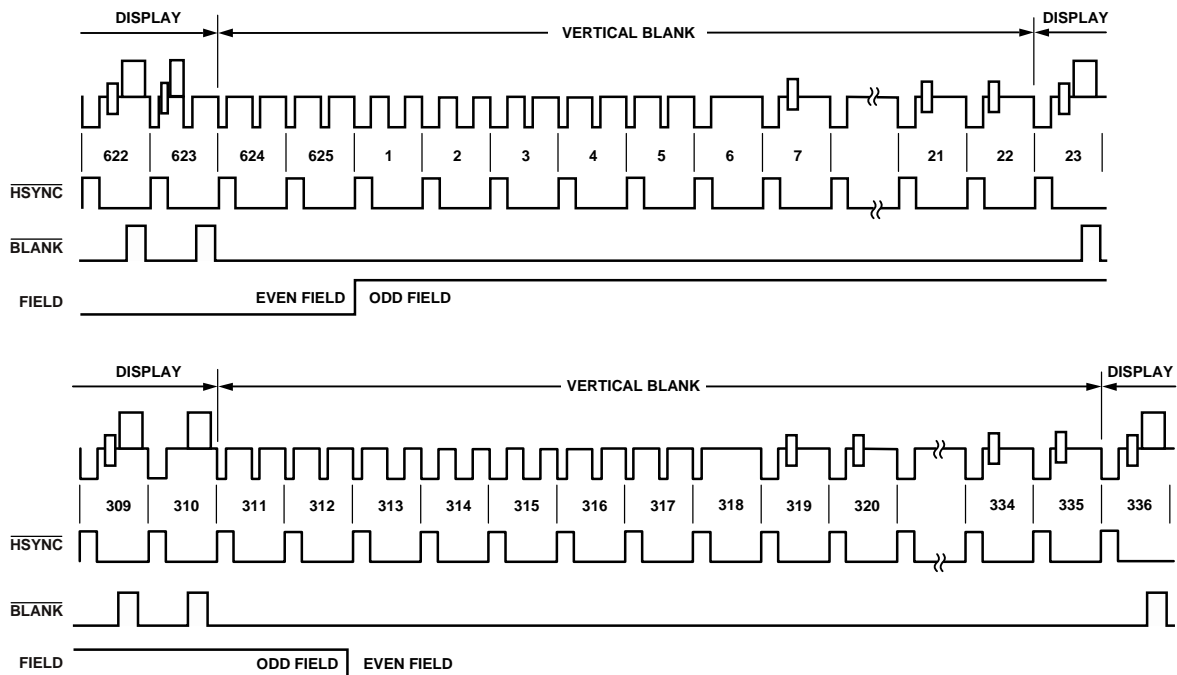 DISPLAY VERTICAL BLANK DISPLAY
622 623 624 625 1 2 3 4 5 6 7 21 22 23
HSYNC
BLANK
FIELD EVEN FIELD ODD FIELD
DISPLAY VERTICAL BLANK DISPLAY
309 310 311 312 313 314 315 316 317 318 319 320 334 335 336
HSYNC
BLANK
FIELD ODD FIELD EVEN FIELD